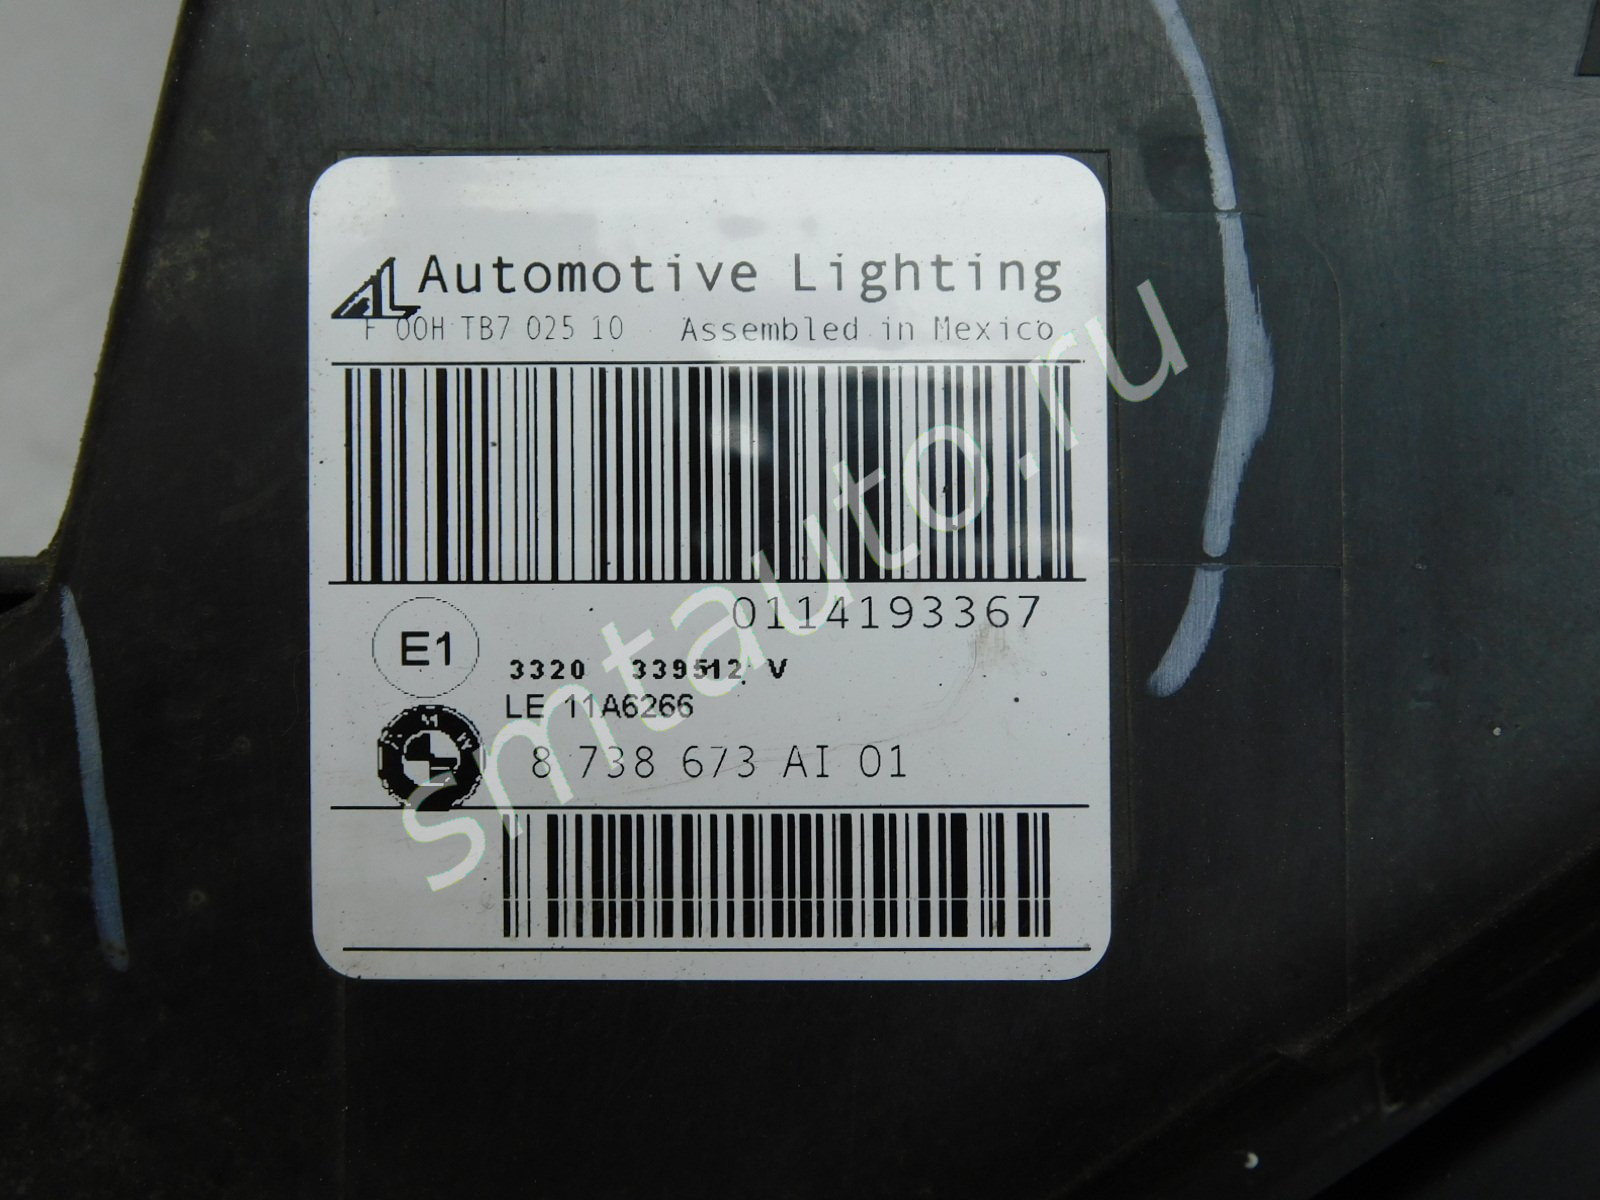 Automotive Lighting
F 00H TB7 025 10 Assembled in Mexico
0114193367
E1
3320 339512 V
LE 11A6266
8 738 673 AI 01
smtauto.ru